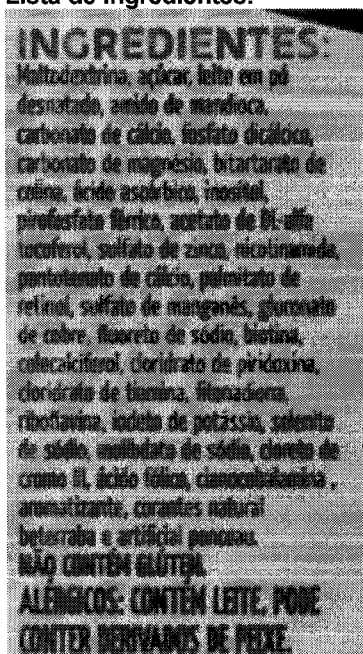 Lista de ingredientes:
INGREDIENTES:
Maltodextrina, açúcar, leite em pó
desnatado, amido de mandioca,
carbonato de cálcio, fosfato dicálcico,
carbonato de magnésio, bitartarato de
colina, ácido ascórbico, inositol,
pirofosfato férrico, acetato de DL-alfa
tocoferol, sulfato de zinco, nicotinamida,
pantotenato de cálcio, palmitato de
retinol, sulfato de manganês, gluconato
de cobre, fluoreto de sódio, biotina,
colecalciferol, cloridrato de piridoxina,
cloridrato de tiamina, fitomenadiona,
riboflavina, iodeto de potássio, selenito
de sódio, molibdato de sódio, cloreto de
cromo III, ácido fólico, cianocobalamina ,
aromatizante, corantes natural
beterraba e artificial ponceau.
NÃO CONTÉM GLÚTEN.
ALÉRGICOS: CONTÉM LEITE. PODE
CONTER DERIVADOS DE PEIXE.